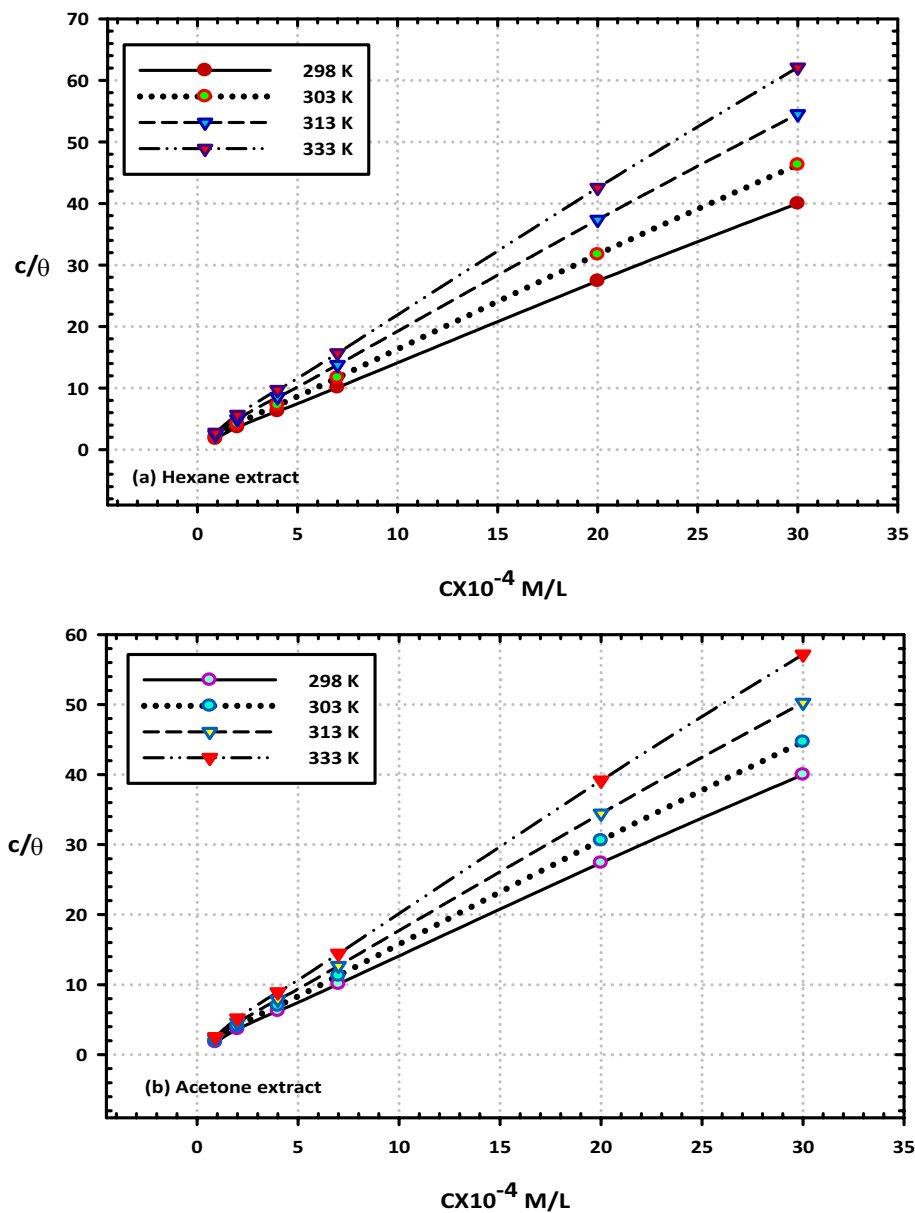 70
60
50
40
30
20
10
0
c/θ
298 K
303 K
313 K
333 K
(a) Hexane extract
0 5 10 15 20 25 30 35
CX10⁻⁴ M/L
60
50
40
30
20
10
0
c/θ
298 K
303 K
313 K
333 K
(b) Acetone extract
0 5 10 15 20 25 30 35
CX10⁻⁴ M/L